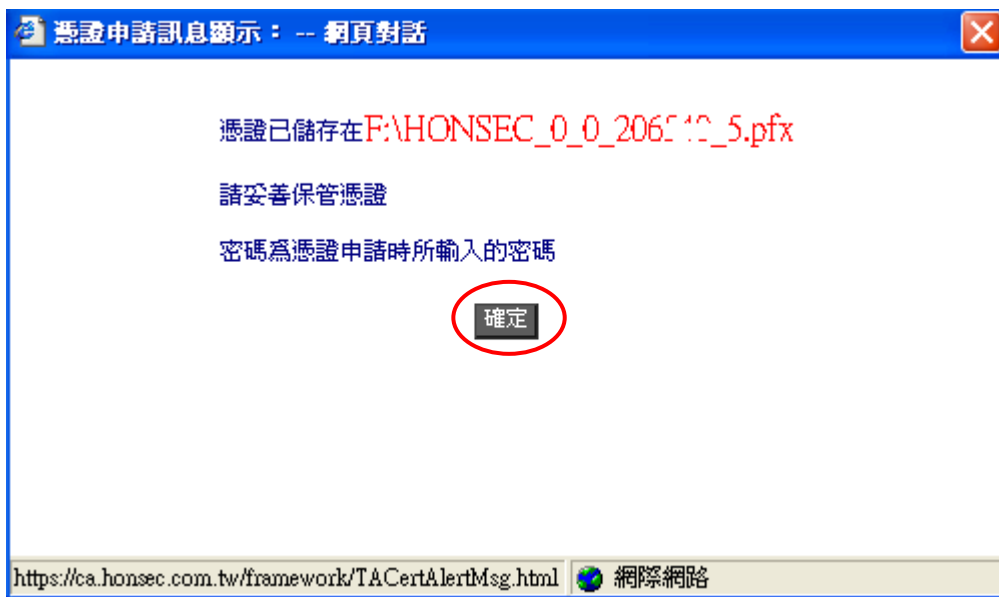 憑證申請訊息顯示： -- 網頁對話
憑證已儲存在F:\HONSEC_0_0_206 _5.pfx
請妥善保管憑證
密碼為憑證申請時所輸入的密碼
確定
https://ca.honsec.com.tw/framework/TACertAlertMsg.html 網際網路